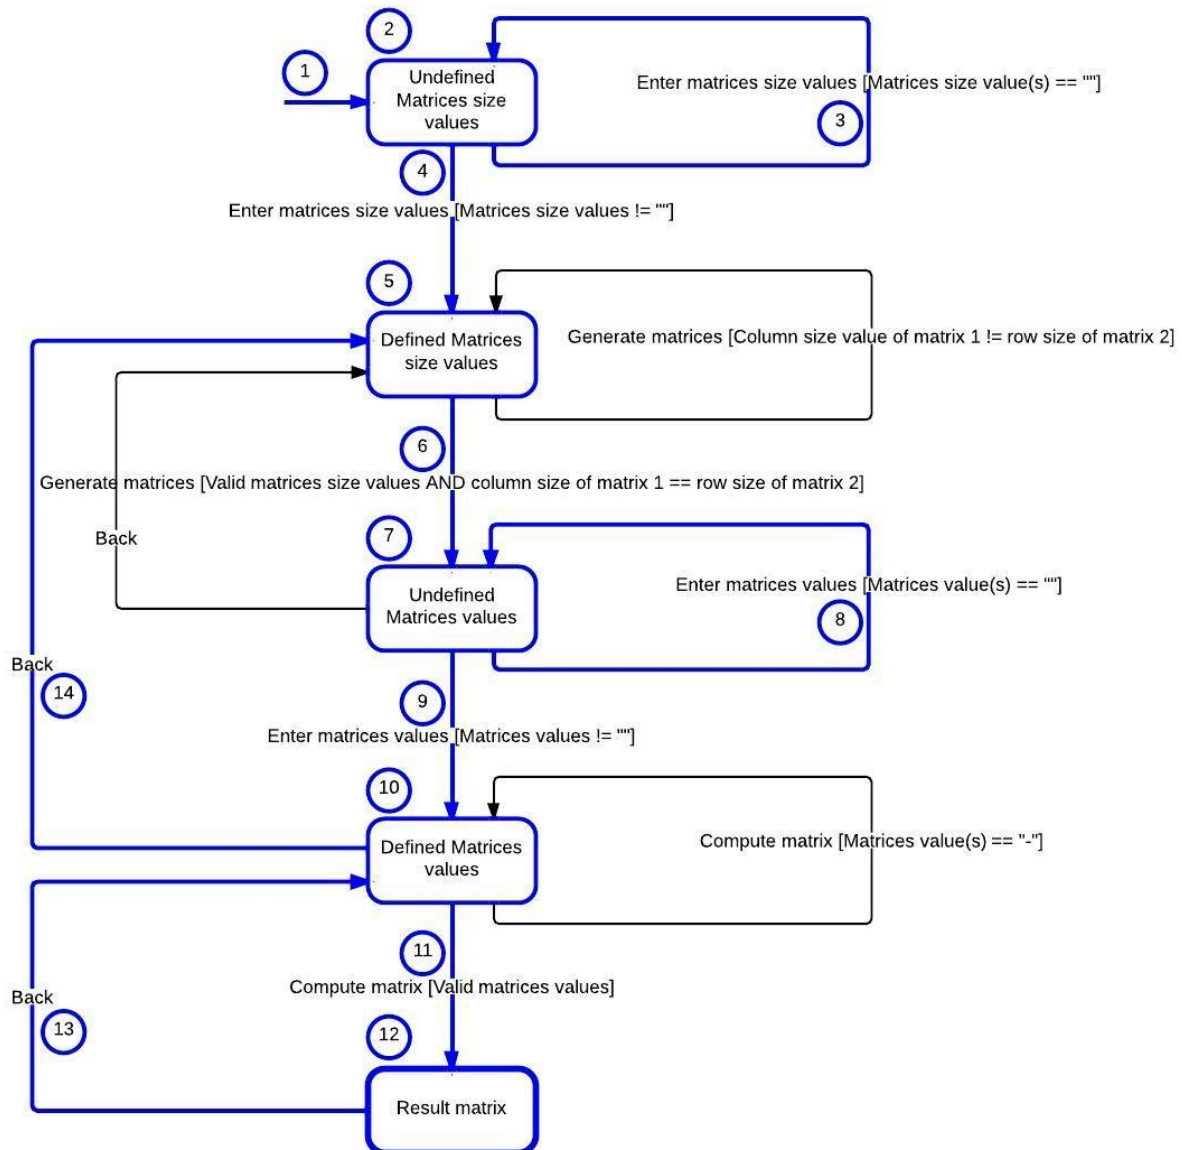 2
1
Undefined
Matrices size
values
Enter matrices size values [Matrices size value(s) == ""]
3
4
Enter matrices size values [Matrices size values != ""]
5
Defined Matrices
size values
Generate matrices [Column size value of matrix 1 != row size of matrix 2]
6
Generate matrices [Valid matrices size values AND column size of matrix 1 == row size of matrix 2]
Back
7
Undefined
Matrices values
Enter matrices values [Matrices value(s) == ""]
8
Back
14
9
Enter matrices values [Matrices values != ""]
10
Defined Matrices
values
Compute matrix [Matrices value(s) == "-"]
11
Compute matrix [Valid matrices values]
Back
13
12
Result matrix